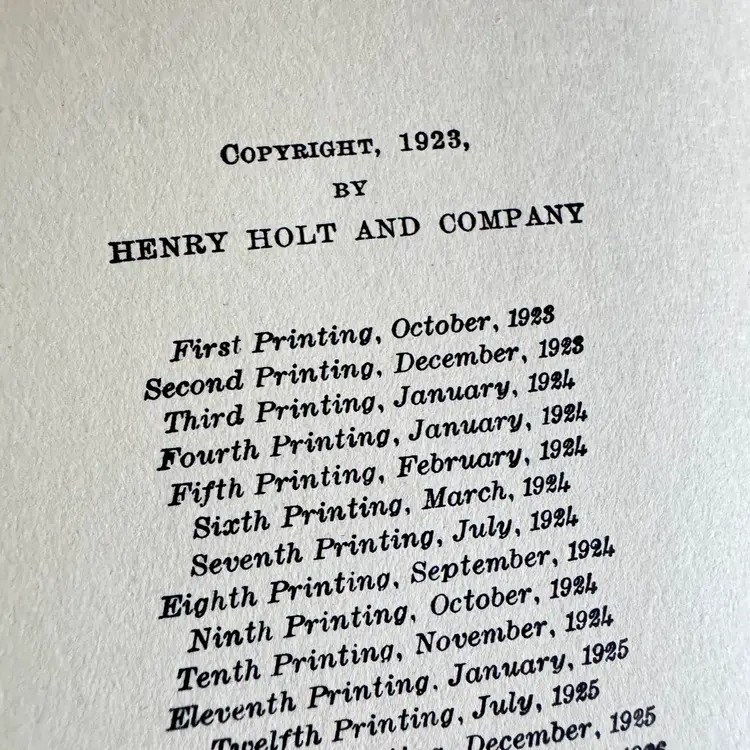 COPYRIGHT, 1923,
BY
HENRY HOLT AND COMPANY
First Printing, October, 1923
Second Printing, December, 1923
Third Printing, January, 1924
Fourth Printing, January, 1924
Fifth Printing, February, 1924
Sixth Printing, March, 1924
Seventh Printing, July, 1924
Eighth Printing, September, 1924
Ninth Printing, October, 1924
Tenth Printing, November, 1924
Eleventh Printing, January, 1925
Twelfth Printing, July, 1925
December, 1925